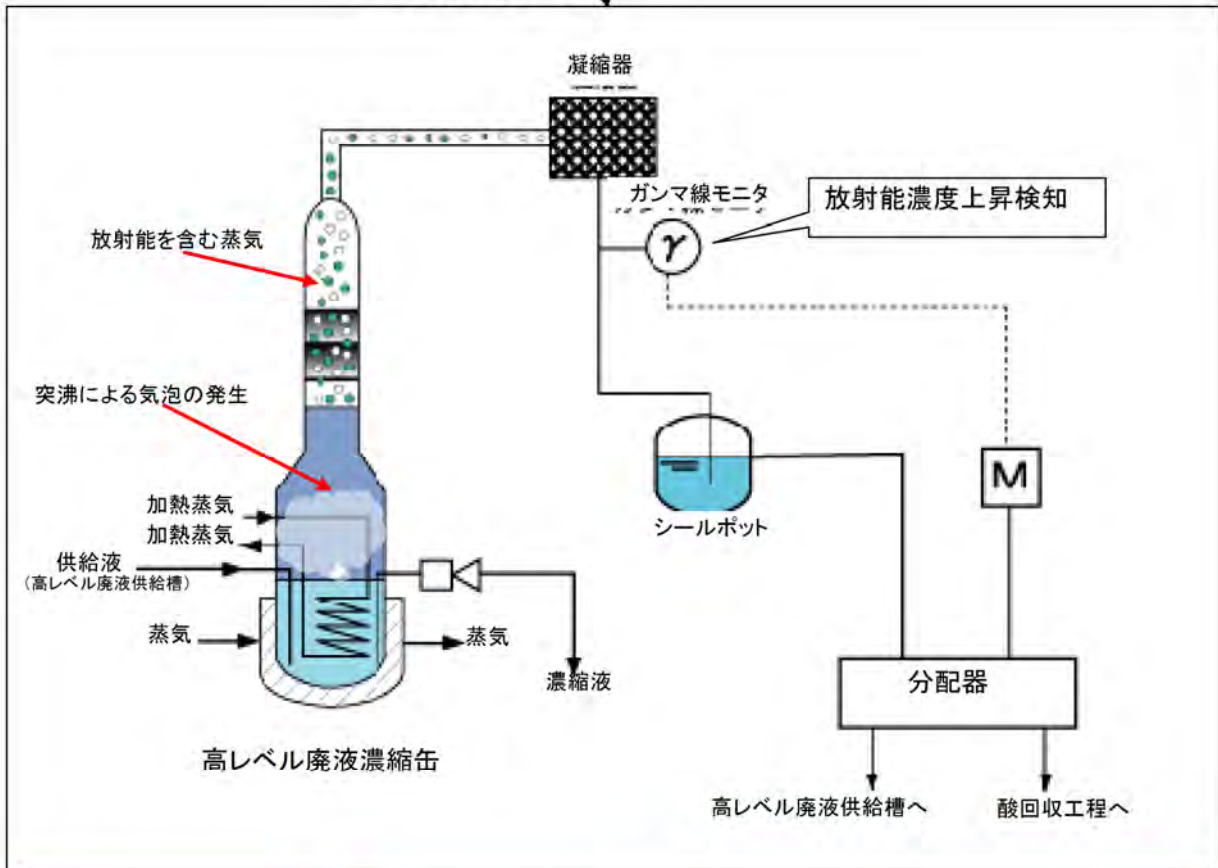 凝縮器
ガンマ線モニタ
放射能濃度上昇検知
γ
放射能を含む蒸気
突沸による気泡の発生
M
シールポット
加熱蒸気
加熱蒸気
供給液
(高レベル廃液供給槽)
蒸気
蒸気
濃縮液
分配器
高レベル廃液濃縮缶
高レベル廃液供給槽へ
酸回収工程へ